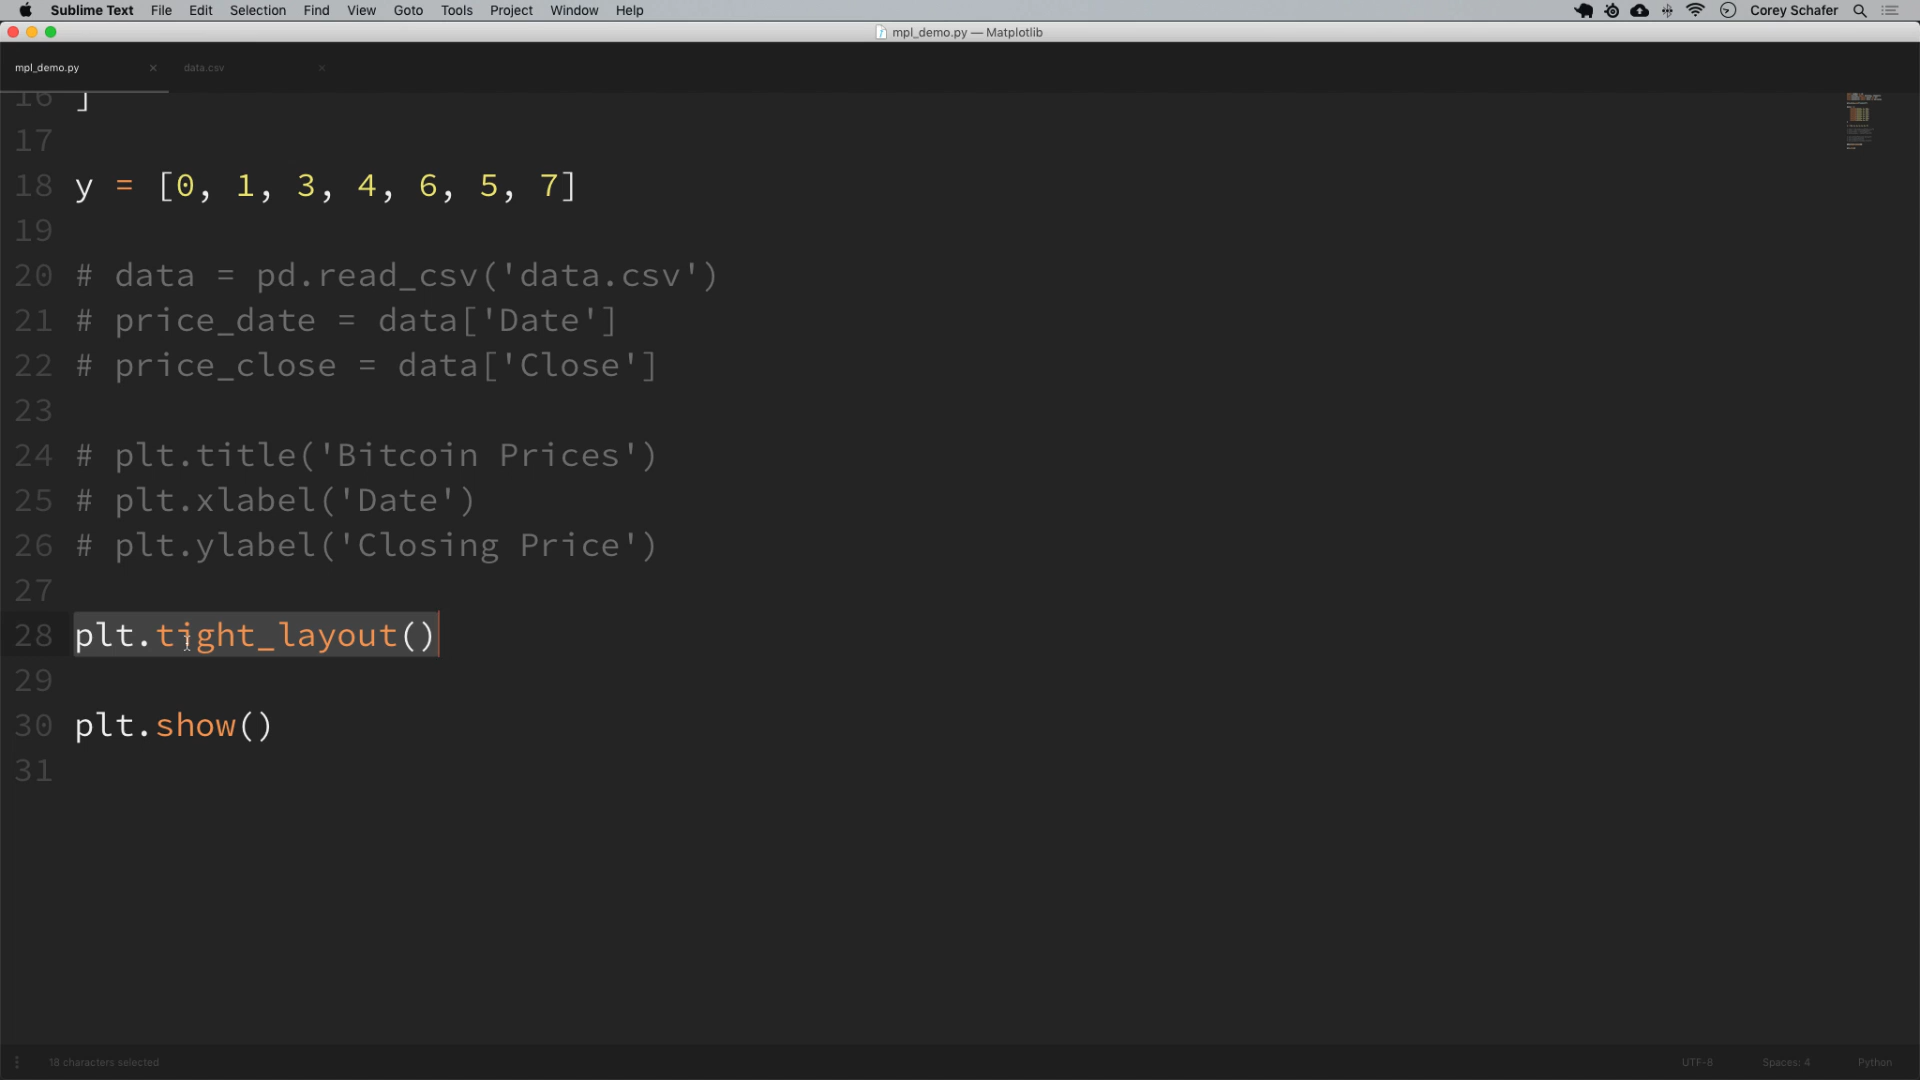 Sublime Text File Edit Selection Find View Goto Tools Project Window Help Corey Schafer
mpl_demo.py — Matplotlib
mpl_demo.py × data.csv ×
16 ]
17
18 y = [0, 1, 3, 4, 6, 5, 7]
19
20 # data = pd.read_csv('data.csv')
21 # price_date = data['Date']
22 # price_close = data['Close']
23
24 # plt.title('Bitcoin Prices')
25 # plt.xlabel('Date')
26 # plt.ylabel('Closing Price')
27
28 plt.tight_layout()
29
30 plt.show()
31
18 characters selected UTF-8 Spaces: 4 Python